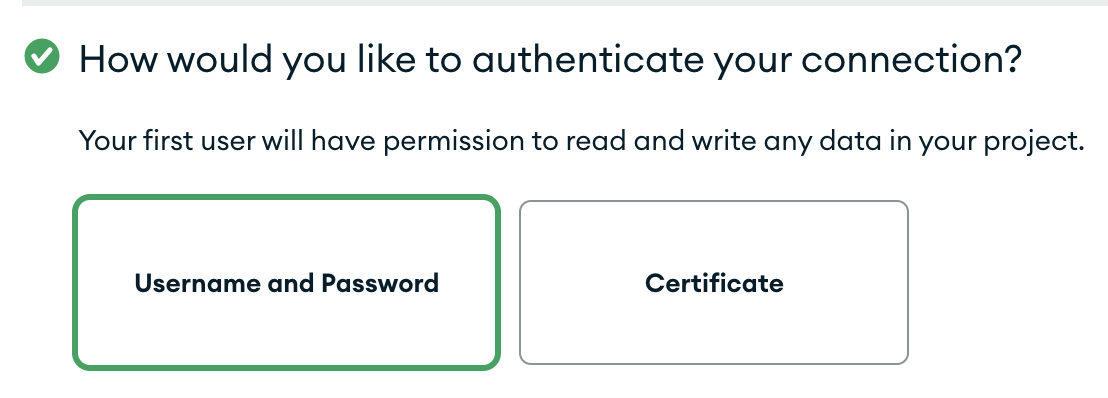 How would you like to authenticate your connection?
Your first user will have permission to read and write any data in your project.
Username and Password
Certificate